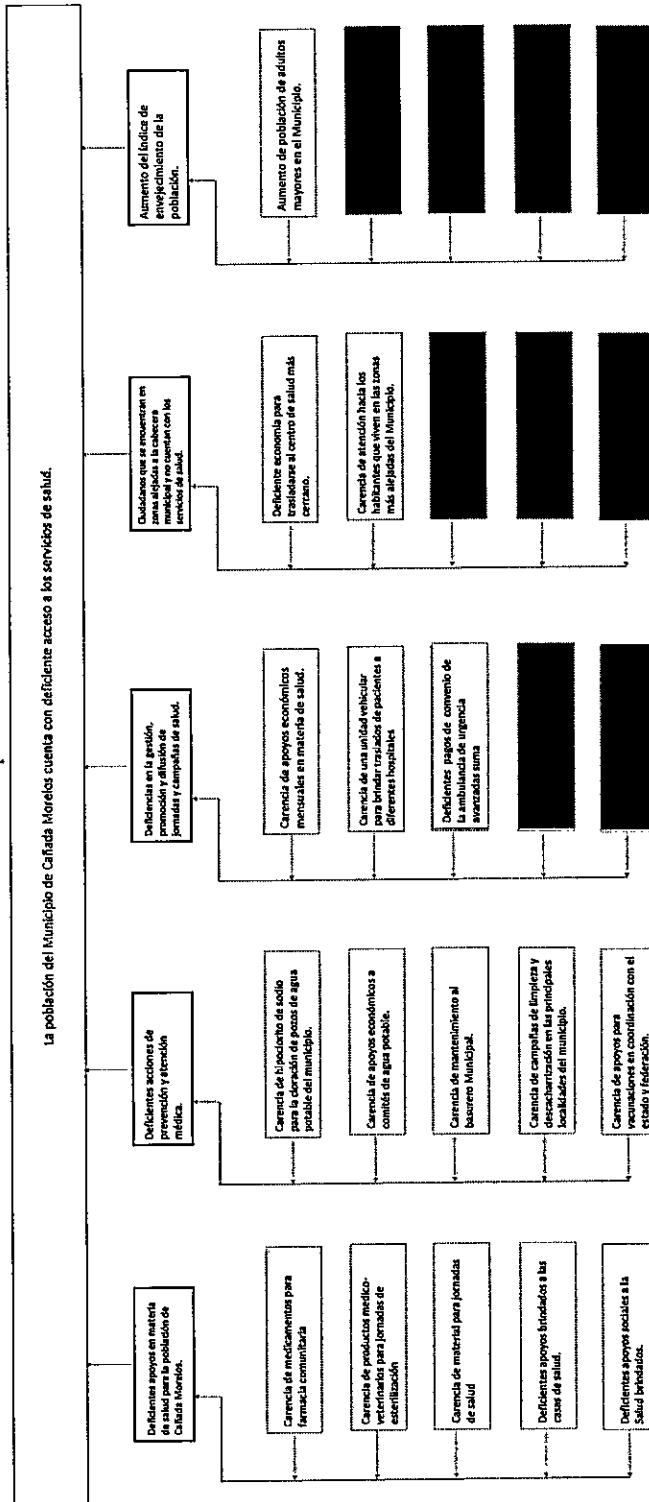 La población del Municipio de Cañada Morelos cuenta con deficiente acceso a los servicios de salud.
Deficientes apoyos en materia
de salud para la población de
Cañada Morelos.
Carencia de medicamentos para
farmacia comunitaria
Carencia de productos medico-
veterinarios para jornadas de
esterilización
Carencia de material para jornadas
de salud
Deficientes apoyos brindados a las
casas de salud.
Deficientes apoyos sociales a la
Salud brindados.
Deficientes acciones de
prevención y atención
médica.
Carencia de hipoclorito de sodio
para la cloración de pozos de agua
potable del municipio.
Carencia de apoyos económicos a
comités de agua potable.
Carencia de mantenimiento al
basurero Municipal.
Carencia de campañas de limpieza y
descacharrización en las principales
localidades del municipio.
Carencia de apoyos para
vacunaciones en coordinación con el
estado y federación.
Deficiencias en la gestión,
promoción y difusión de
jornadas y campañas de salud.
Carencia de apoyos económicos
mensuales en materia de salud.
Carencia de una unidad vehicular
para brindar traslados de pacientes a
diferentes hospitales
Deficientes pagos de convenio de
la ambulancia de urgencia
avanzadas suma
Ciudadanos que se encuentran en
zonas alejadas a la cabecera
municipal y no cuentan con los
servicios de salud.
Deficiente economía para
trasladarse al centro de salud más
cercano.
Carencia de atención hacia los
habitantes que viven en las zonas
más alejadas del Municipio.
Aumento del índice de
envejecimiento de la
población.
Aumento de población de adultos
mayores en el Municipio.